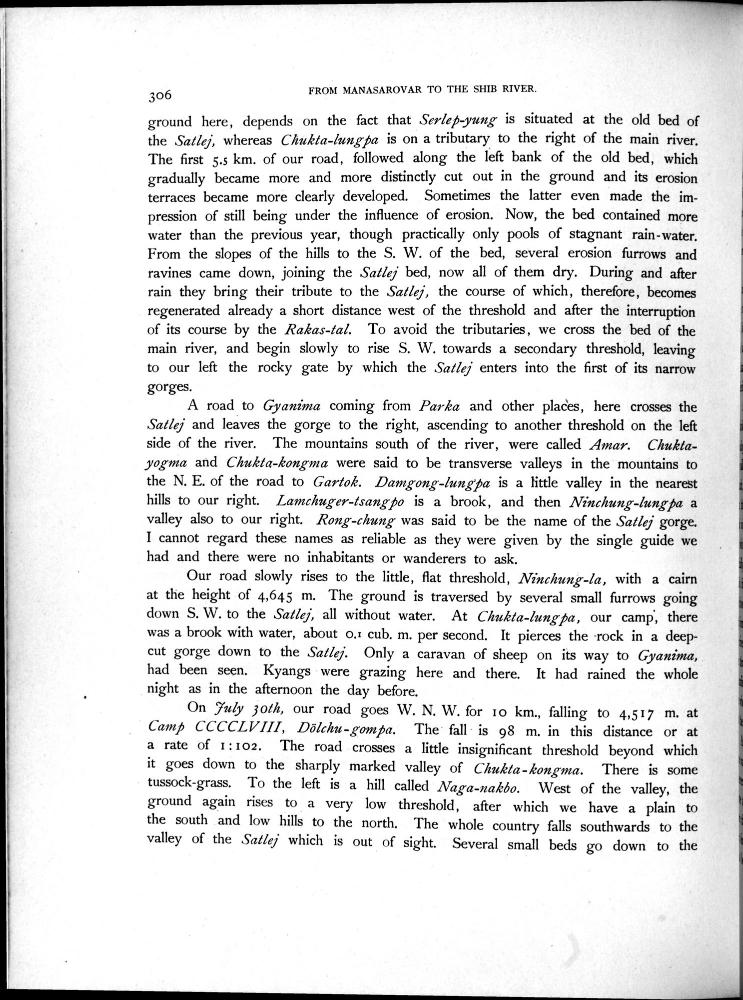 306
FROM MANASAROVAR TO THE SHIB RIVER.
ground here, depends on the fact that Serlep-yung is situated at the old bed of
the Satlej, whereas Chukta-lungpa is on a tributary to the right of the main river.
The first 5.5 km. of our road, followed along the left bank of the old bed, which
gradually became more and more distinctly cut out in the ground and its erosion
terraces became more clearly developed. Sometimes the latter even made the im-
pression of still being under the influence of erosion. Now, the bed contained more
water than the previous year, though practically only pools of stagnant rain-water.
From the slopes of the hills to the S. W. of the bed, several erosion furrows and
ravines came down, joining the Satlej bed, now all of them dry. During and after
rain they bring their tribute to the Satlej, the course of which, therefore, becomes
regenerated already a short distance west of the threshold and after the interruption
of its course by the Rakas-tal. To avoid the tributaries, we cross the bed of the
main river, and begin slowly to rise S. W. towards a secondary threshold, leaving
to our left the rocky gate by which the Satlej enters into the first of its narrow
gorges.
A road to Gyanima coming from Parka and other places, here crosses the
Satlej and leaves the gorge to the right, ascending to another threshold on the left
side of the river. The mountains south of the river, were called Amar. Chukta-
yogma and Chukta-kongma were said to be transverse valleys in the mountains to
the N. E. of the road to Gartok. Damgong-lungpa is a little valley in the nearest
hills to our right. Lamchuger-tsangpo is a brook, and then Ninchung-lungpa a
valley also to our right. Rong-chung was said to be the name of the Satlej gorge.
I cannot regard these names as reliable as they were given by the single guide we
had and there were no inhabitants or wanderers to ask.
Our road slowly rises to the little, flat threshold, Ninchung-la, with a cairn
at the height of 4,645 m. The ground is traversed by several small furrows going
down S. W. to the Satlej, all without water. At Chukta-lungpa, our camp, there
was a brook with water, about 0.1 cub. m. per second. It pierces the rock in a deep-
cut gorge down to the Satlej. Only a caravan of sheep on its way to Gyanima,
had been seen. Kyangs were grazing here and there. It had rained the whole
night as in the afternoon the day before.
On July 30th, our road goes W. N. W. for 10 km., falling to 4,517 m. at
Camp CCCCLVIII, Dölchu-gompa. The fall is 98 m. in this distance or at
a rate of 1:102. The road crosses a little insignificant threshold beyond which
it goes down to the sharply marked valley of Chukta-kongma. There is some
tussock-grass. To the left is a hill called Naga-nakbo. West of the valley, the
ground again rises to a very low threshold, after which we have a plain to
the south and low hills to the north. The whole country falls southwards to the
valley of the Satlej which is out of sight. Several small beds go down to the